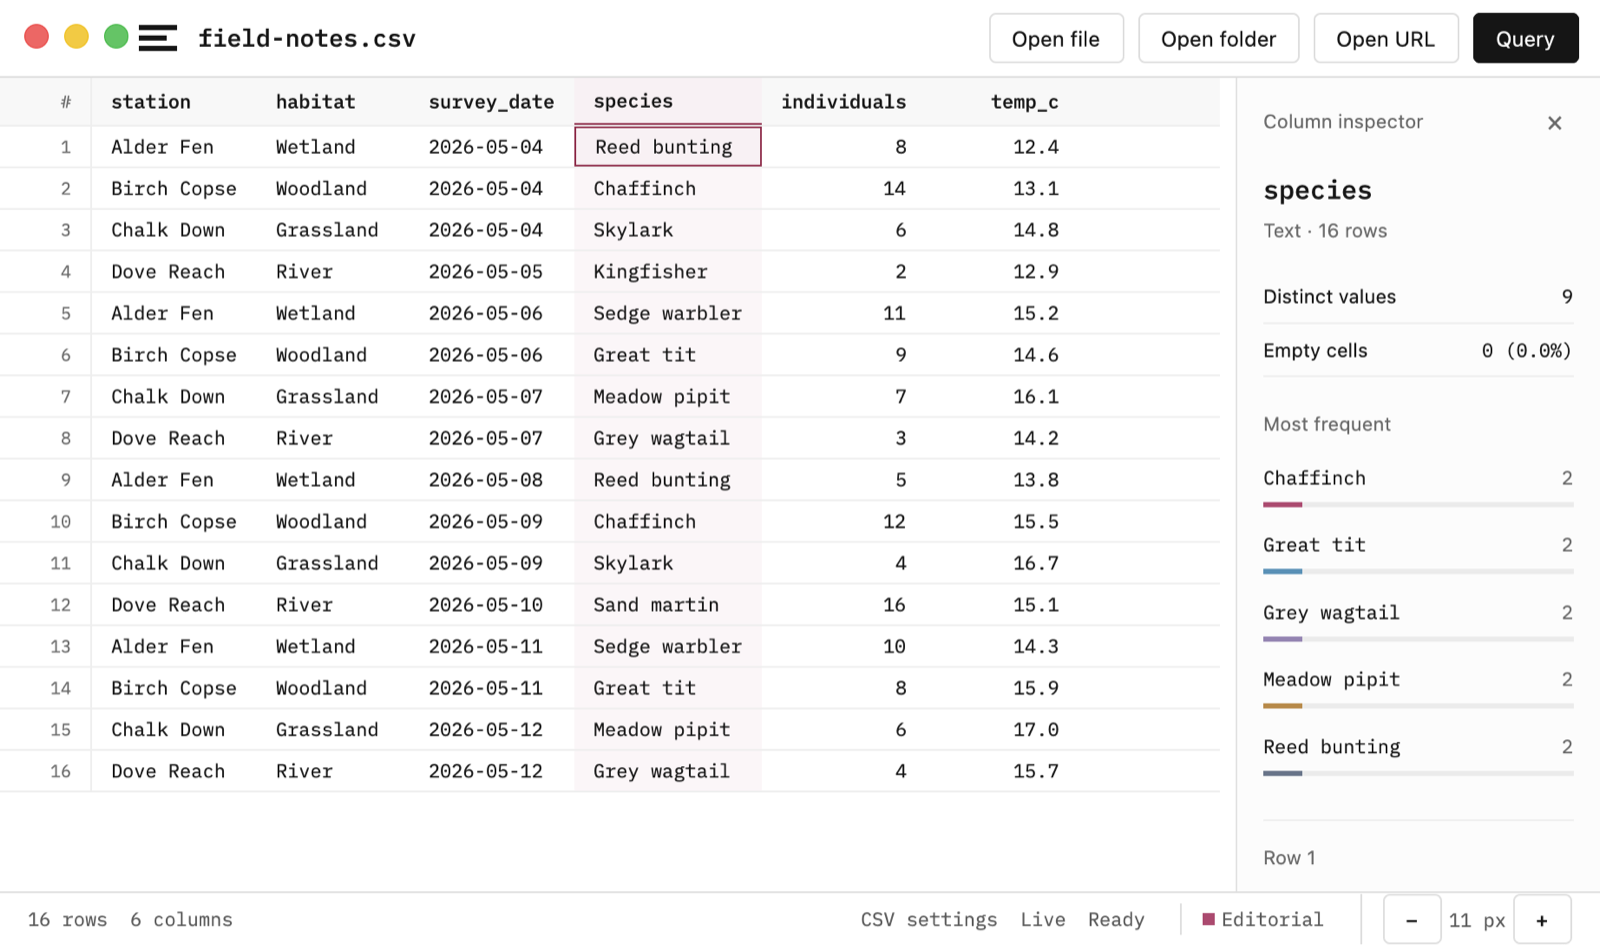 field-notes.csv
Open file
Open folder
Open URL
Query
# station habitat survey_date species individuals temp_c
1 Alder Fen Wetland 2026-05-04 Reed bunting 8 12.4
2 Birch Copse Woodland 2026-05-04 Chaffinch 14 13.1
3 Chalk Down Grassland 2026-05-04 Skylark 6 14.8
4 Dove Reach River 2026-05-05 Kingfisher 2 12.9
5 Alder Fen Wetland 2026-05-06 Sedge warbler 11 15.2
6 Birch Copse Woodland 2026-05-06 Great tit 9 14.6
7 Chalk Down Grassland 2026-05-07 Meadow pipit 7 16.1
8 Dove Reach River 2026-05-07 Grey wagtail 3 14.2
9 Alder Fen Wetland 2026-05-08 Reed bunting 5 13.8
10 Birch Copse Woodland 2026-05-09 Chaffinch 12 15.5
11 Chalk Down Grassland 2026-05-09 Skylark 4 16.7
12 Dove Reach River 2026-05-10 Sand martin 16 15.1
13 Alder Fen Wetland 2026-05-11 Sedge warbler 10 14.3
14 Birch Copse Woodland 2026-05-11 Great tit 8 15.9
15 Chalk Down Grassland 2026-05-12 Meadow pipit 6 17.0
16 Dove Reach River 2026-05-12 Grey wagtail 4 15.7
Column inspector ×
species
Text · 16 rows
Distinct values 9
Empty cells 0 (0.0%)
Most frequent
Chaffinch 2
Great tit 2
Grey wagtail 2
Meadow pipit 2
Reed bunting 2
Row 1
16 rows 6 columns
CSV settings Live Ready Editorial − 11 px +